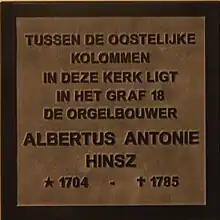 TUSSEN DE OOSTELIJKE
KOLOMMEN
IN DEZE KERK LIGT
IN HET GRAF 18
DE ORGELBOUWER
ALBERTUS ANTONIE
HINSZ
★ 1704 - ✝ 1785